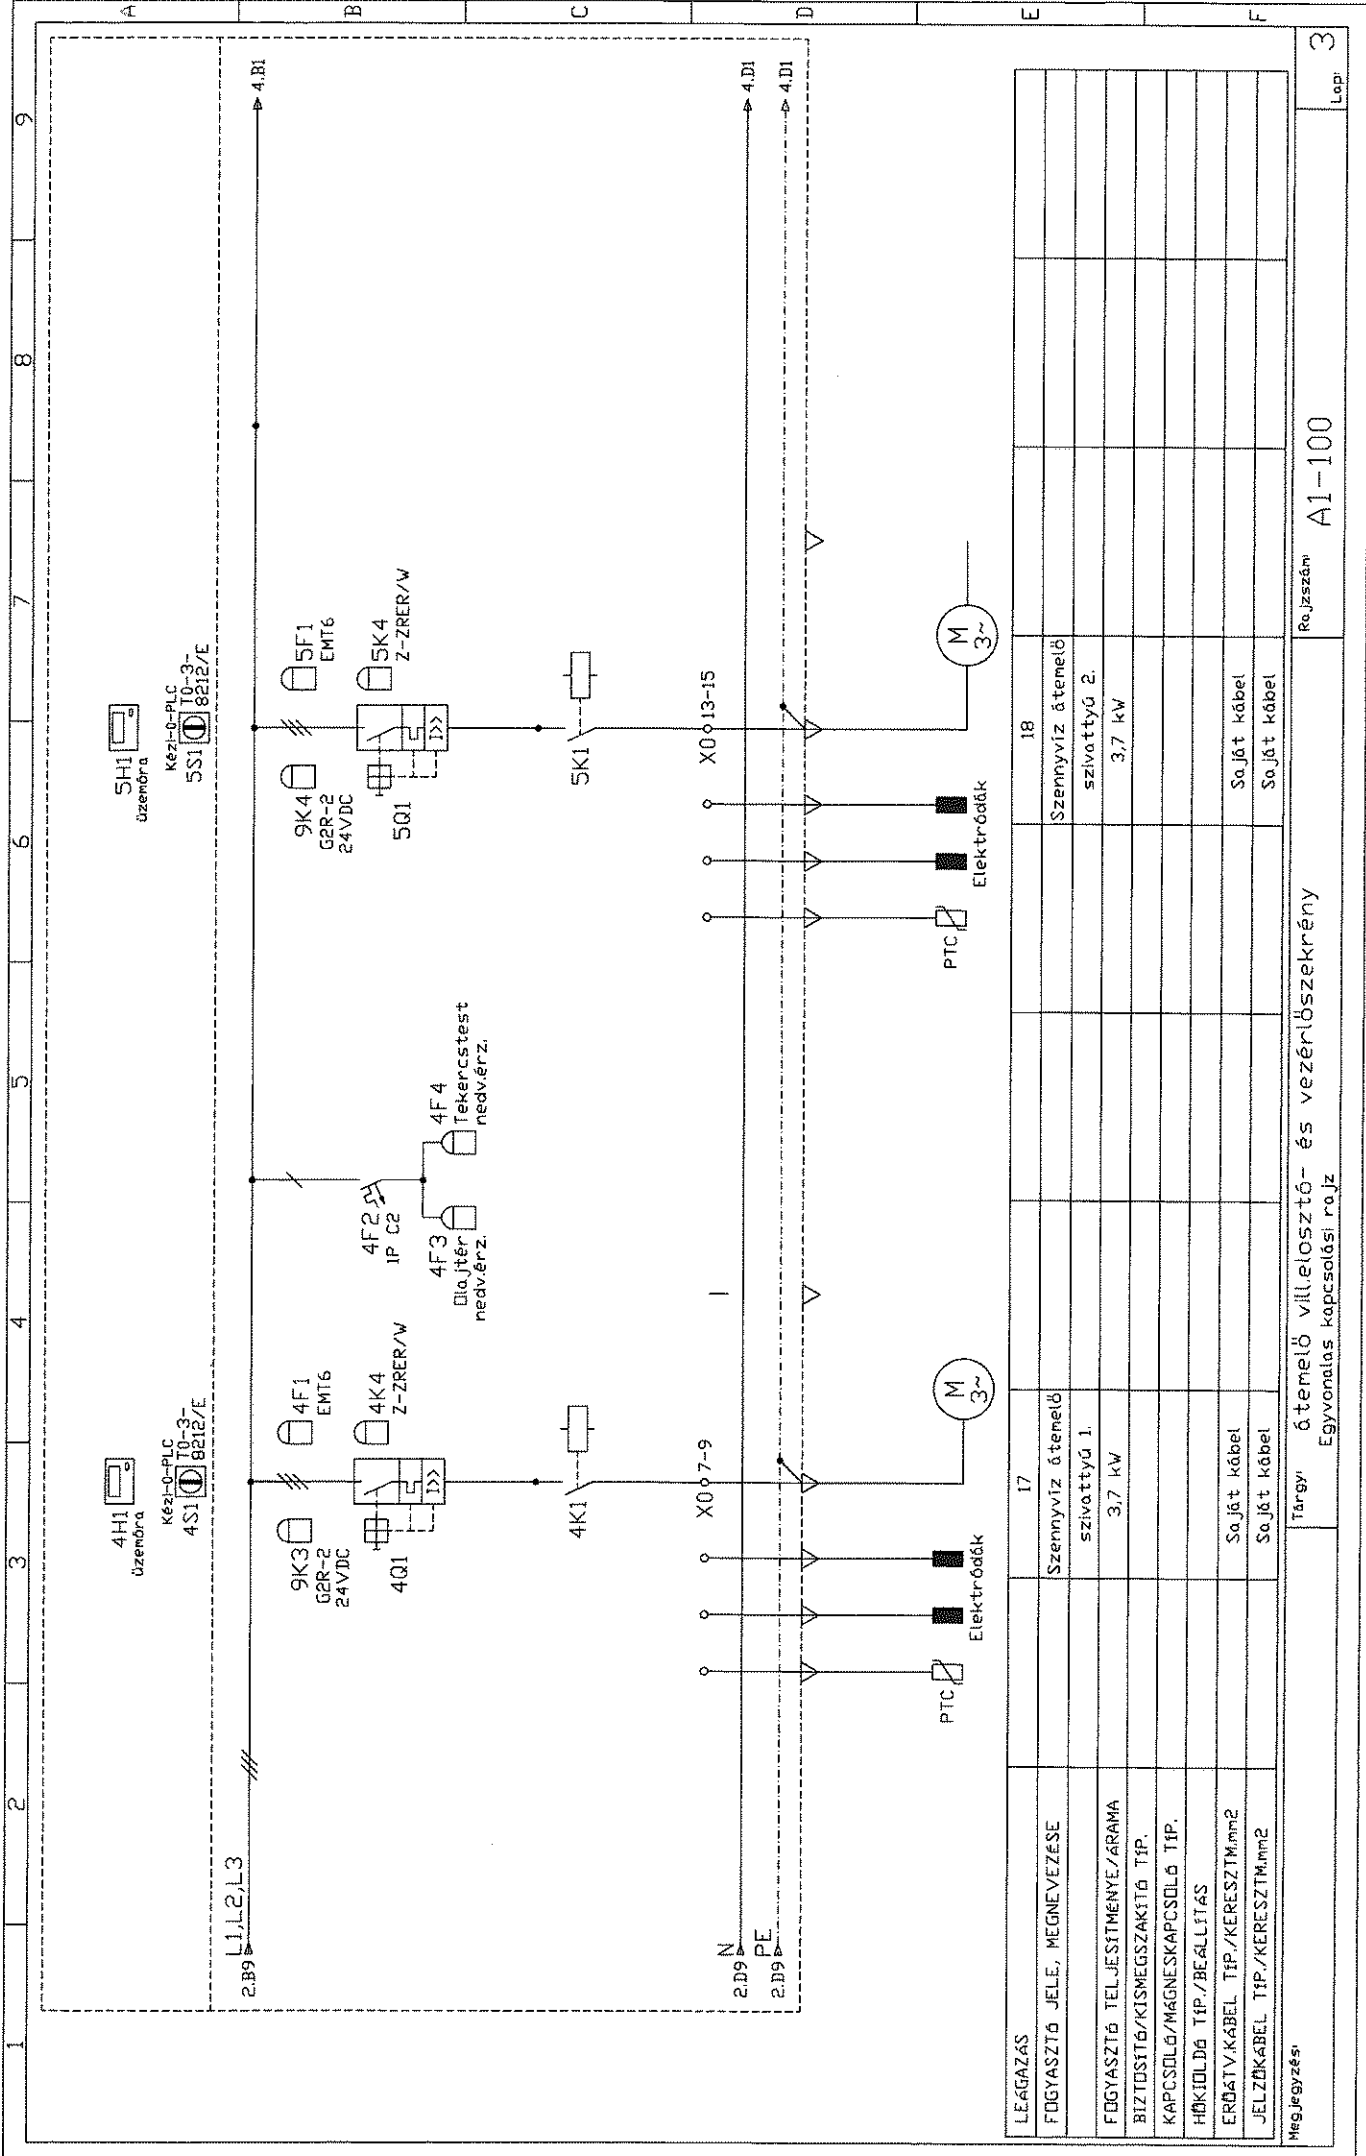 1 2 3 4 5 6 7 8 9
A
B
C
D
E
F
4H1
üzemóra
Kézi-0-PLC
4S1
T0-3-
8212/E
5H1
üzemóra
Kézi-0-PLC
5S1
T0-3-
8212/E
2.B9
L1,L2,L3
4.B1
9K3
G2R-2
24VDC
4F1
EMT6
4K4
Z-ZRER/W
4Q1
I>>
4F2
1P C2
4F3
Olajtér
nedv.érz.
4F4
Tekercstest
nedv.érz.
9K4
G2R-2
24VDC
5F1
EMT6
5K4
Z-ZRER/W
5Q1
I>>
4K1
5K1
X0 7-9
X0 13-15
2.D9
N
4.D1
2.D9
PE
4.D1
PTC
Elektródák
M
3~
PTC
Elektródák
M
3~
LEÁGAZÁS 17 18
FOGYASZTÓ JELE, MEGNEVEZÉSE Szennyvíz átemelő Szennyvíz átemelő
szivattyú 1. szivattyú 2.
FOGYASZTÓ TELJESÍTMÉNYE/ÁRAMA 3,7 kW 3,7 kW
BIZTOSÍTÓ/KISMEGSZAKÍTÓ TÍP.
KAPCSOLÓ/MÁGNESKAPCSOLÓ TÍP.
HŐKIOLDÓ TÍP./BEÁLLÍTÁS
ERŐÁTV.KÁBEL TÍP./KERESZTM.mm2 Saját kábel Saját kábel
JELZŐKÁBEL TÍP./KERESZTM.mm2 Saját kábel Saját kábel
Megjegyzés:
Tárgy: átemelő vill.elosztó- és vezérlőszekrény
Egyvonalas kapcsolási rajz
Rajzszám: A1-100
Lap: 3